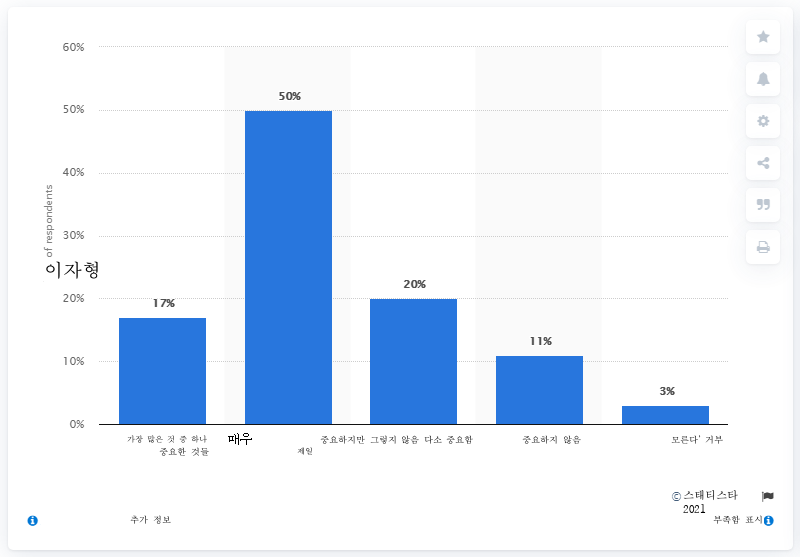 60%
50%
50%
40%
30%
of respondents
이자형
20%
20%
17%
11%
10%
3%
0%
가장 많은 것 중 하나
중요한 것들
매우
제일
중요하지만 그렇지 않음
다소 중요함
중요하지 않음
모른다' 거부
© 스태티스타
2021
추가 정보
부족함 표시